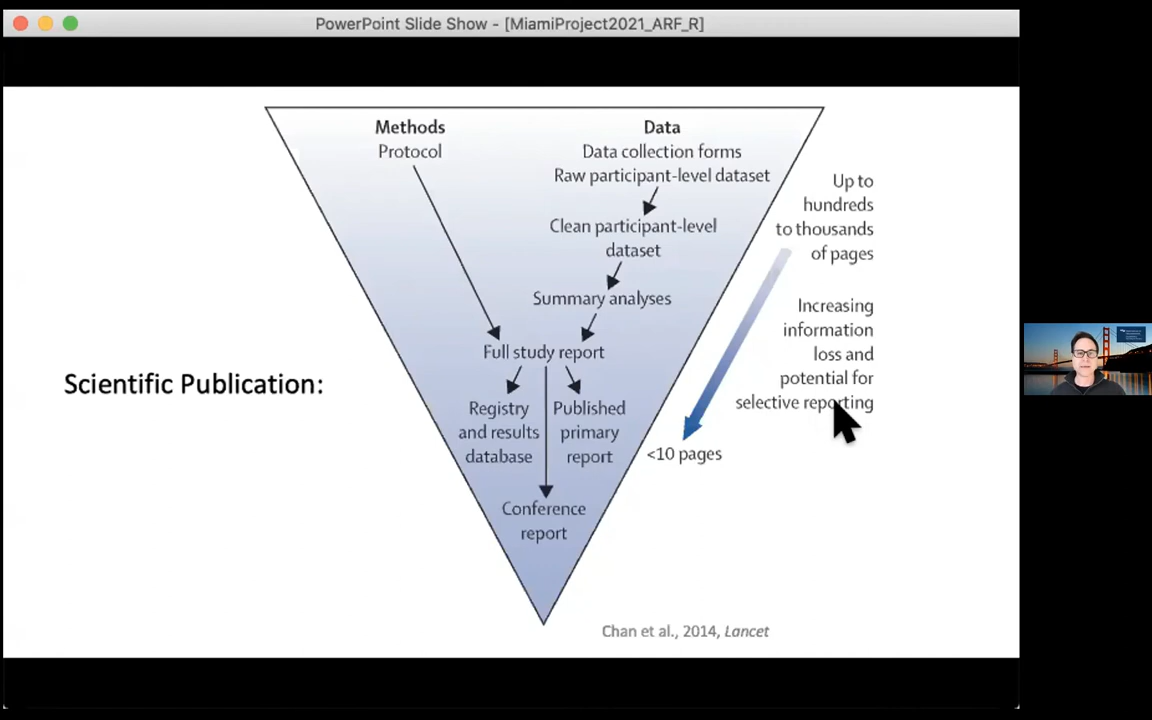 PowerPoint Slide Show - [MiamiProject2021_ARF_R]
Scientific Publication:
Methods
Protocol
Data
Data collection forms
Raw participant-level dataset
Clean participant-level
dataset
Summary analyses
Full study report
Registry
and results
database
Published
primary
report
Conference
report
Up to
hundreds
to thousands
of pages
Increasing
information
loss and
potential for
selective reporting
<10 pages
Chan et al., 2014, Lancet